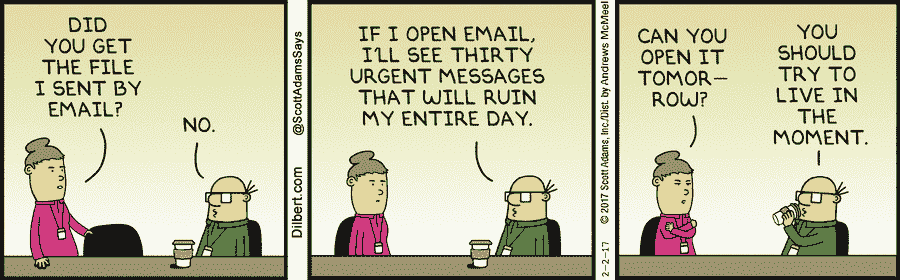 DID
YOU GET
THE FILE
I SENT BY
EMAIL?
NO.
Dilbert.com @ScottAdamsSays
IF I OPEN EMAIL,
I'LL SEE THIRTY
URGENT MESSAGES
THAT WILL RUIN
MY ENTIRE DAY.
2-2-17 © 2017 Scott Adams, Inc./Dist. by Andrews McMeel
CAN YOU
OPEN IT
TOMOR—
ROW?
YOU
SHOULD
TRY TO
LIVE IN
THE
MOMENT.